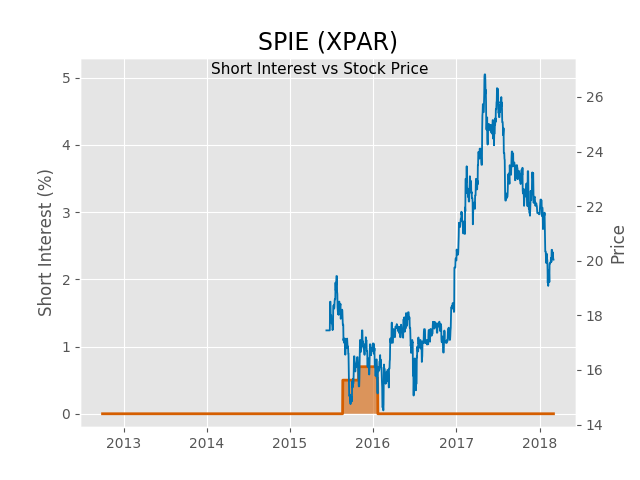 SPIE (XPAR)
Short Interest vs Stock Price
Short Interest (%)
5
4
3
2
1
0
26
24
22
20
18
16
14
Price
2013 2014 2015 2016 2017 2018